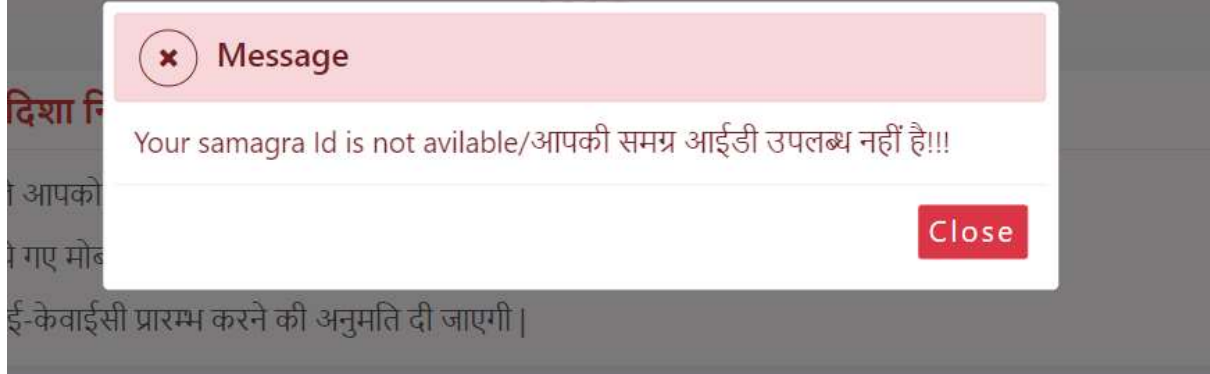 Message
दिशा
Your samagra Id is not avilable/आपकी समग्र आईडी उपलब्ध नहीं है!!!
आपको
गए
Close
ई-केवाईसी प्रारम्भ करने की अनुमति दी जाएगी |